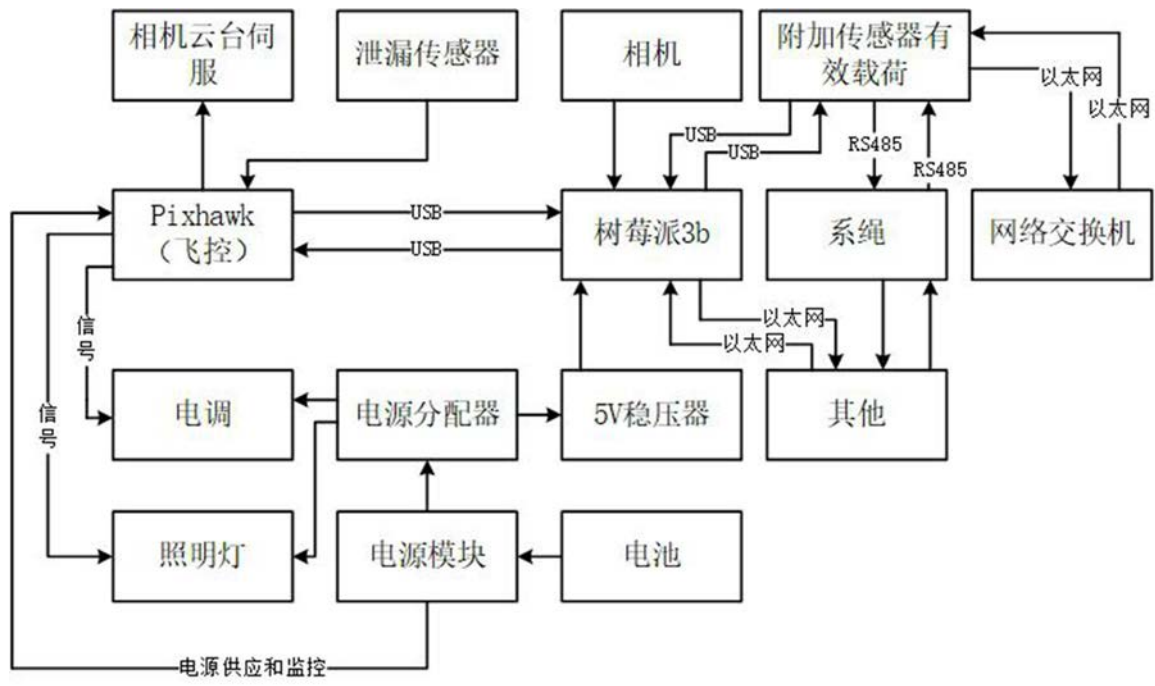 相机云台伺
服
泄漏传感器
相机
附加传感器有
效载荷
以太网
以太网
USB
USB
RS485
RS485
Pixhawk
（飞控）
USB
USB
树莓派3b
系绳
网络交换机
信号
以太网
以太网
信号
电调
电源分配器
5V稳压器
其他
照明灯
电源模块
电池
电源供应和监控